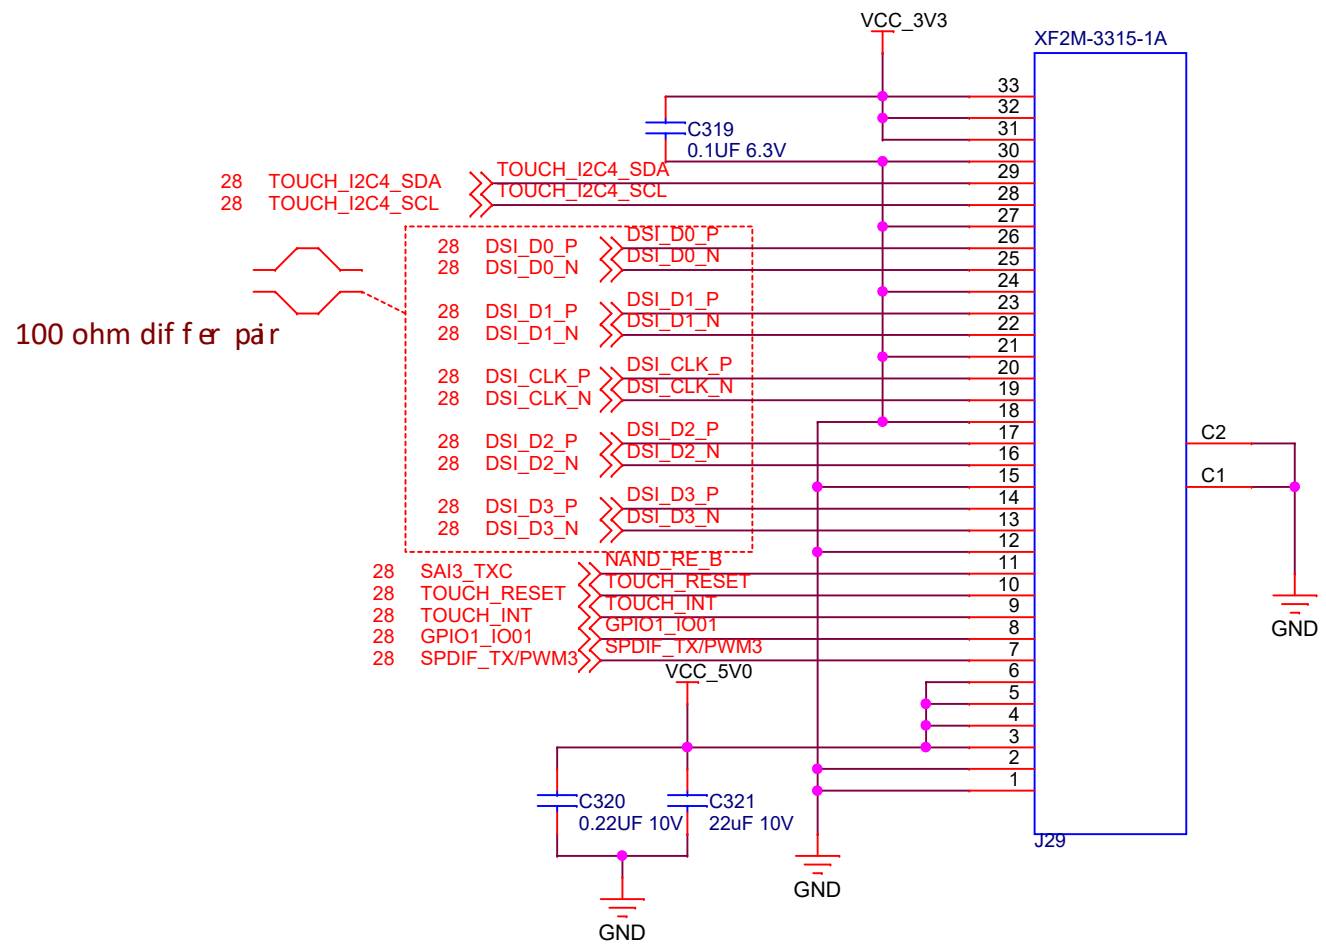 VCC_3V3
XF2M-3315-1A
33
32
31
30
29
28
27
26
25
24
23
22
21
20
19
18
17
16
15
14
13
12
11
10
9
8
7
6
5
4
3
2
1
C319
0.1UF 6.3V
28 TOUCH_I2C4_SDA TOUCH_I2C4_SDA
28 TOUCH_I2C4_SCL TOUCH_I2C4_SCL
28 DSI_D0_P DSI_D0_P
28 DSI_D0_N DSI_D0_N
28 DSI_D1_P DSI_D1_P
28 DSI_D1_N DSI_D1_N
100 ohm differ pair
28 DSI_CLK_P DSI_CLK_P
28 DSI_CLK_N DSI_CLK_N
28 DSI_D2_P DSI_D2_P
28 DSI_D2_N DSI_D2_N
28 DSI_D3_P DSI_D3_P
28 DSI_D3_N DSI_D3_N
28 SAI3_TXC NAND_RE_B
28 TOUCH_RESET TOUCH_RESET
28 TOUCH_INT TOUCH_INT
28 GPIO1_IO01 GPIO1_IO01
28 SPDIF_TX/PWM3 SPDIF_TX/PWM3
C2
C1
GND
VCC_5V0
C320
0.22UF 10V
C321
22uF 10V
J29
GND
GND